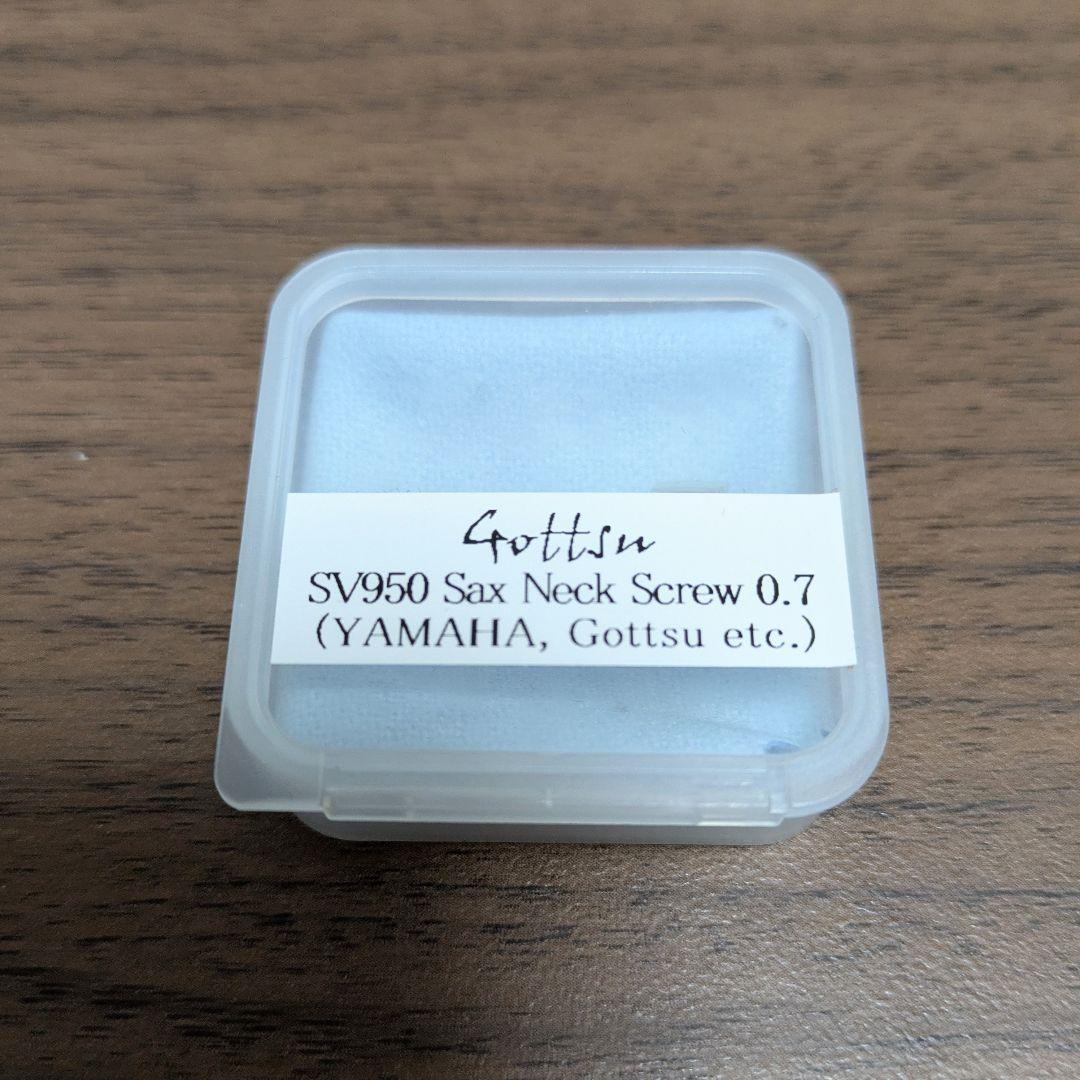 Gottsu
SV950 Sax Neck Screw 0.7
(YAMAHA, Gottsu etc.)